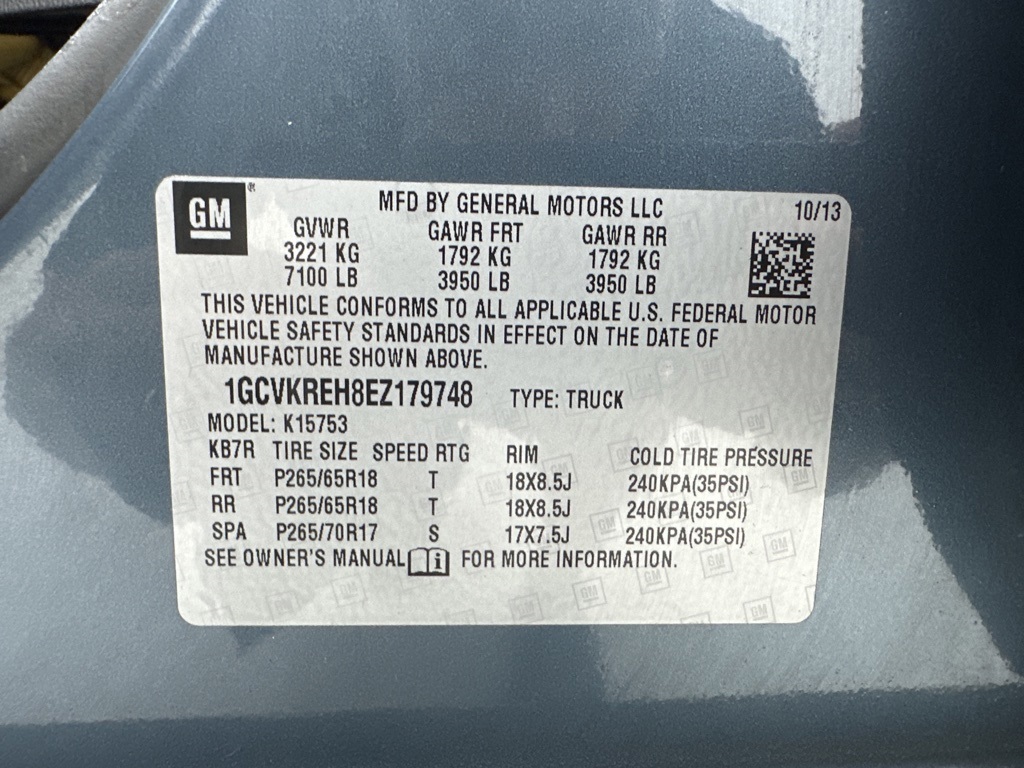 GM ® MFD BY GENERAL MOTORS LLC 10/13
GVWR GAWR FRT GAWR RR
3221 KG 1792 KG 1792 KG
7100 LB 3950 LB 3950 LB
THIS VEHICLE CONFORMS TO ALL APPLICABLE U.S. FEDERAL MOTOR
VEHICLE SAFETY STANDARDS IN EFFECT ON THE DATE OF
MANUFACTURE SHOWN ABOVE.
1GCVKREH8EZ179748 TYPE: TRUCK
MODEL: K15753
KB7R TIRE SIZE SPEED RTG RIM COLD TIRE PRESSURE
FRT P265/65R18 T 18X8.5J 240KPA(35PSI)
RR P265/65R18 T 18X8.5J 240KPA(35PSI)
SPA P265/70R17 S 17X7.5J 240KPA(35PSI)
SEE OWNER'S MANUAL i FOR MORE INFORMATION.